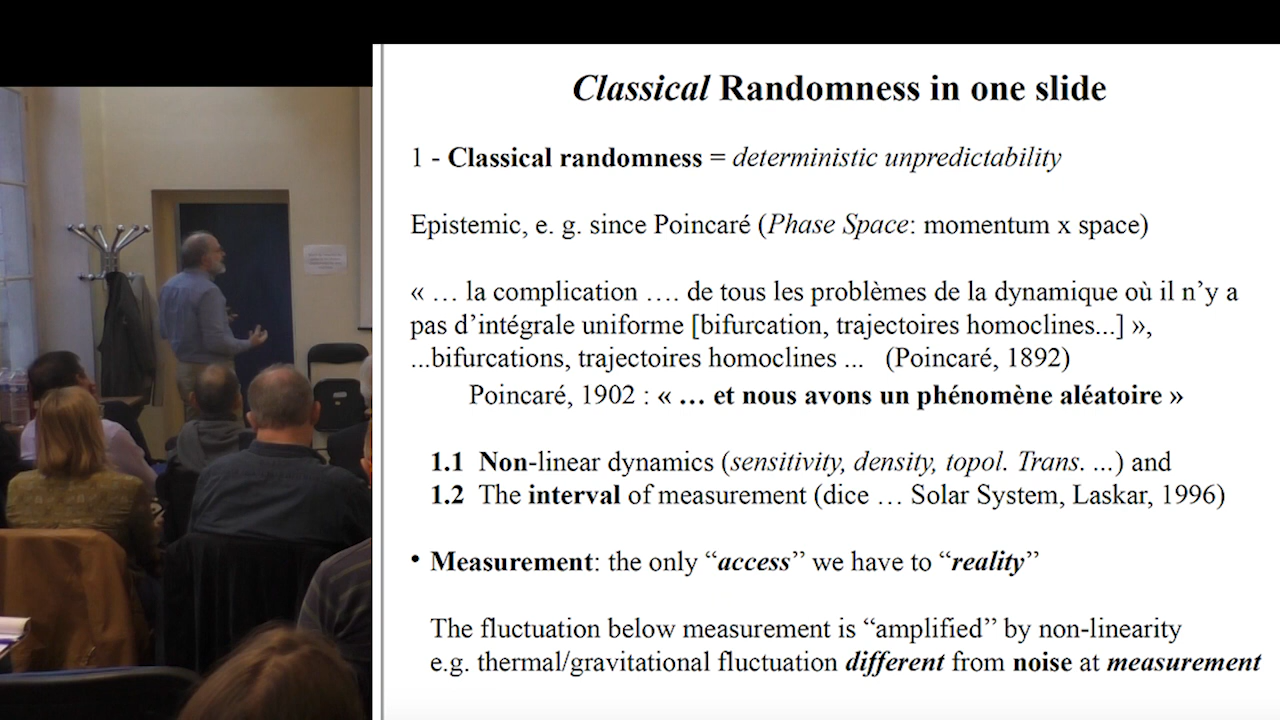 Classical Randomness in one slide
1 - Classical randomness = deterministic unpredictability
Epistemic, e. g. since Poincaré (Phase Space: momentum x space)
« … la complication …. de tous les problèmes de la dynamique où il n’y a
pas d’intégrale uniforme [bifurcation, trajectoires homoclines...] »,
...bifurcations, trajectoires homoclines ... (Poincaré, 1892)
Poincaré, 1902 : « … et nous avons un phénomène aléatoire »
1.1 Non-linear dynamics (sensitivity, density, topol. Trans. ...) and
1.2 The interval of measurement (dice … Solar System, Laskar, 1996)
• Measurement: the only “access” we have to “reality”
The fluctuation below measurement is “amplified” by non-linearity
e.g. thermal/gravitational fluctuation different from noise at measurement